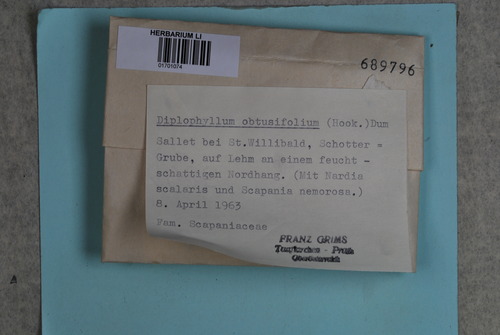 HERBARIUM LI
01701074
689796
Diplophyllum obtusifolium (Hook.)Dum
Sallet bei St.Willibald, Schotter =
Grube, auf Lehm an einem feucht -
schattigen Nordhang. (Mit Nardia
scalaris und Scapania nemorosa.)
8. April 1963
Fam. Scapaniaceae
FRANZ GRIMS
Taufkirchen - Pram
Oberösterreich